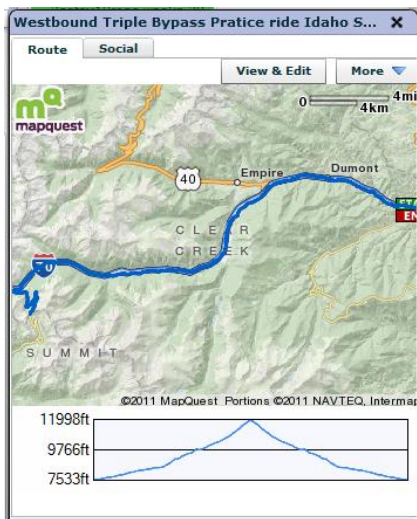 Westbound Triple Bypass Pratice ride Idaho S...
Route Social
View & Edit More
mapquest
0 4mi
4km
40
Empire
Dumont
CLEAR
CREEK
SUMMIT
©2011 MapQuest Portions ©2011 NAVTEQ, Intermap
11998ft
9766ft
7533ft